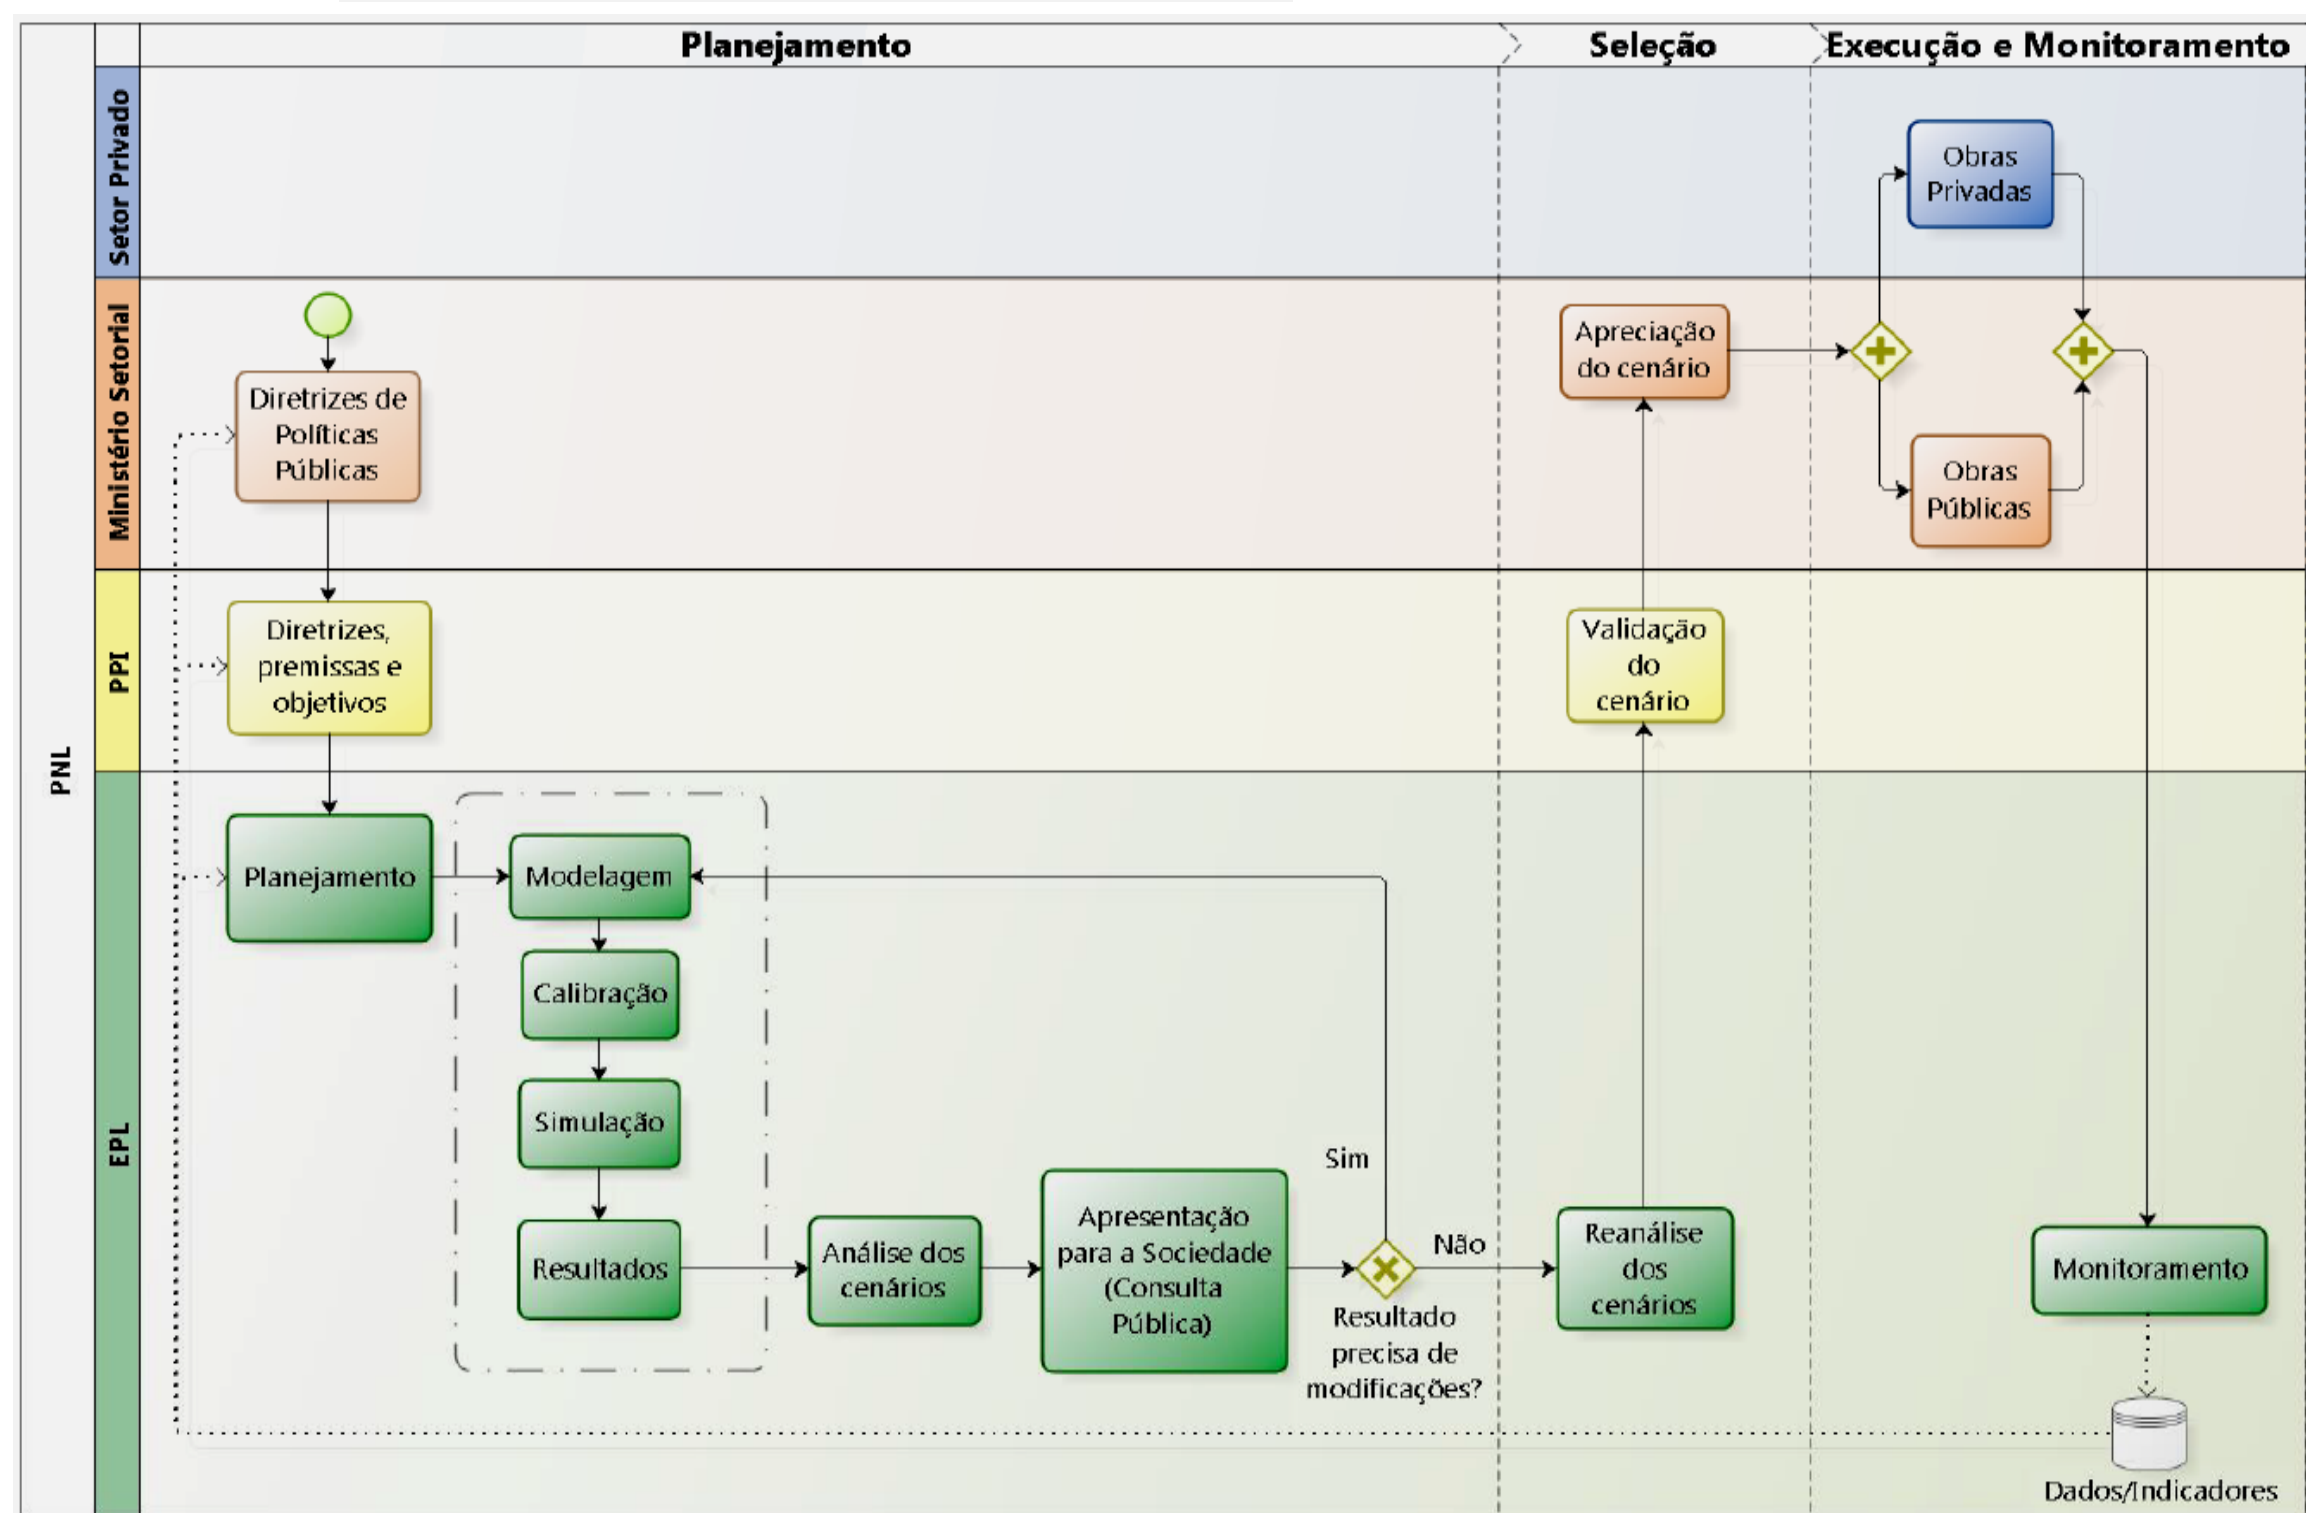 Planejamento
Seleção
Execução e Monitoramento
PNL
Setor Privado
Obras
Privadas
Ministério Setorial
Diretrizes de
Políticas
Públicas
Apreciação
do cenário
Obras
Públicas
PPI
Diretrizes,
premissas e
objetivos
Validação
do
cenário
EPL
Planejamento
Modelagem
Calibração
Simulação
Resultados
Análise dos
cenários
Apresentação
para a Sociedade
(Consulta
Pública)
Sim
Não
Resultado
precisa de
modificações?
Reanálise
dos
cenários
Monitoramento
Dados/Indicadores